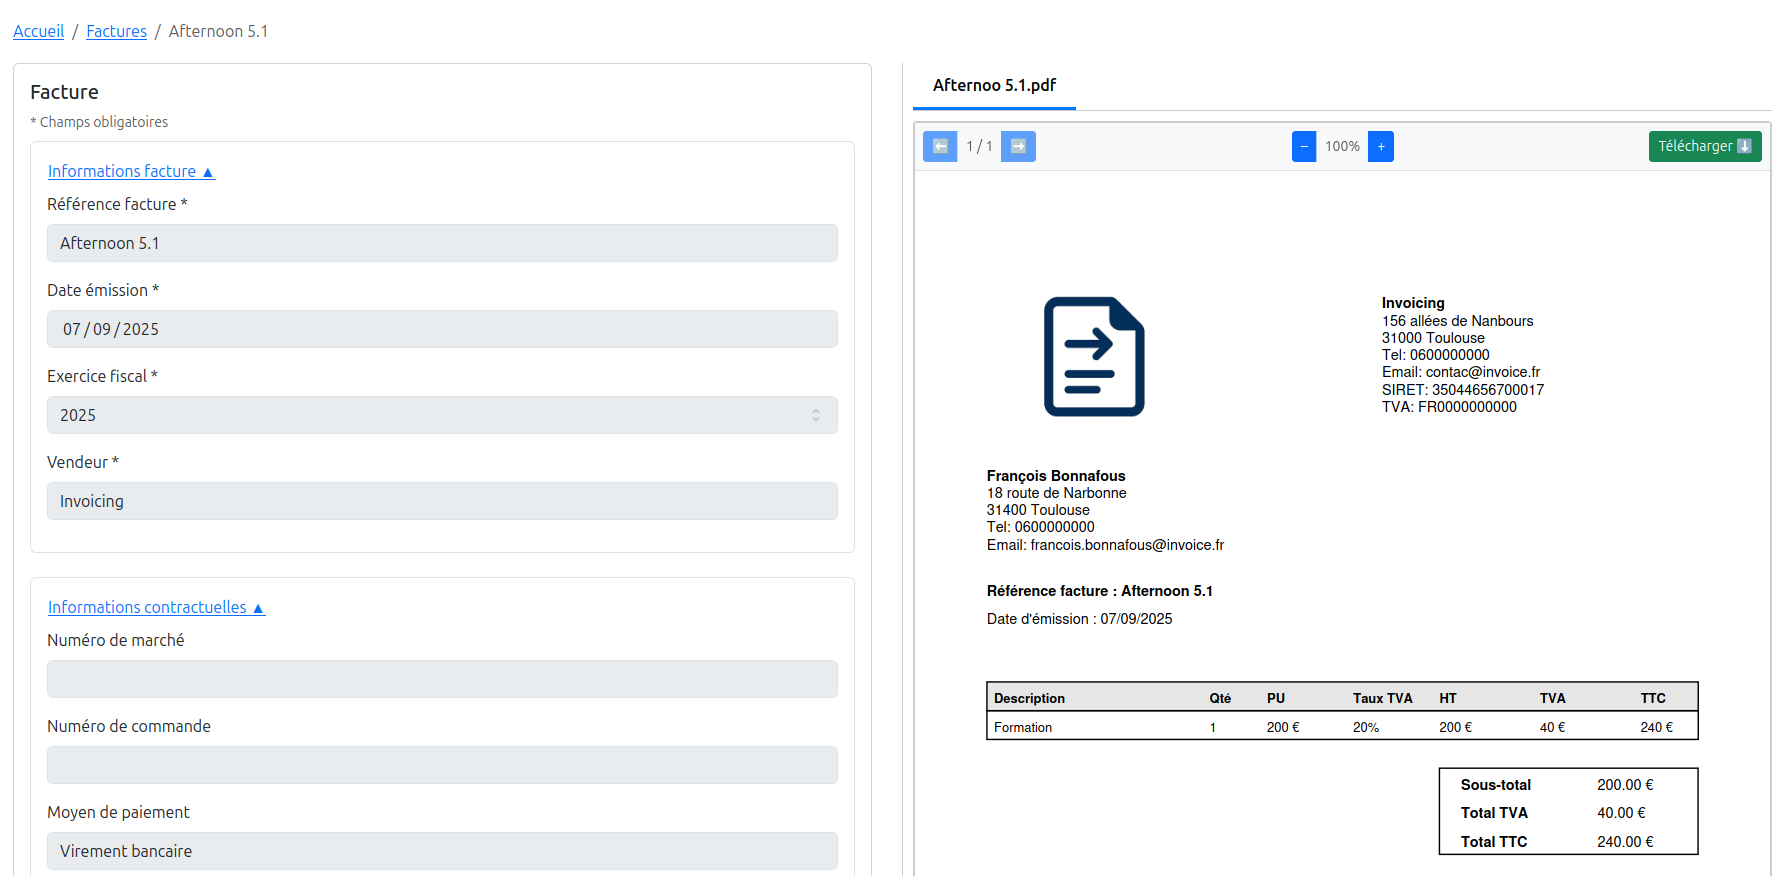 Accueil / Factures / Afternoon 5.1
Facture
* Champs obligatoires
Informations facture ▲
Référence facture *
Afternoon 5.1
Date émission *
07 / 09 / 2025
Exercice fiscal *
2025
Vendeur *
Invoicing
Informations contractuelles ▲
Numéro de marché
Numéro de commande
Moyen de paiement
Virement bancaire
Afternoo 5.1.pdf
1 / 1
− 100% +
Télécharger
Invoicing
156 allées de Nanbours
31000 Toulouse
Tel: 0600000000
Email: contac@invoice.fr
SIRET: 35044656700017
TVA: FR0000000000
François Bonnafous
18 route de Narbonne
31400 Toulouse
Tel: 0600000000
Email: francois.bonnafous@invoice.fr
Référence facture : Afternoon 5.1
Date d'émission : 07/09/2025
Description Qté PU Taux TVA HT TVA TTC
Formation 1 200 € 20% 200 € 40 € 240 €
Sous-total 200.00 €
Total TVA 40.00 €
Total TTC 240.00 €